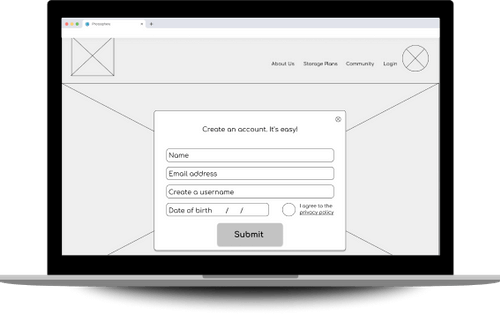 About Us Storage Plans Community Login
Create an account. It's easy!
Name
Email address
Create a username
Date of birth / /
I agree to the
privacy policy
Submit